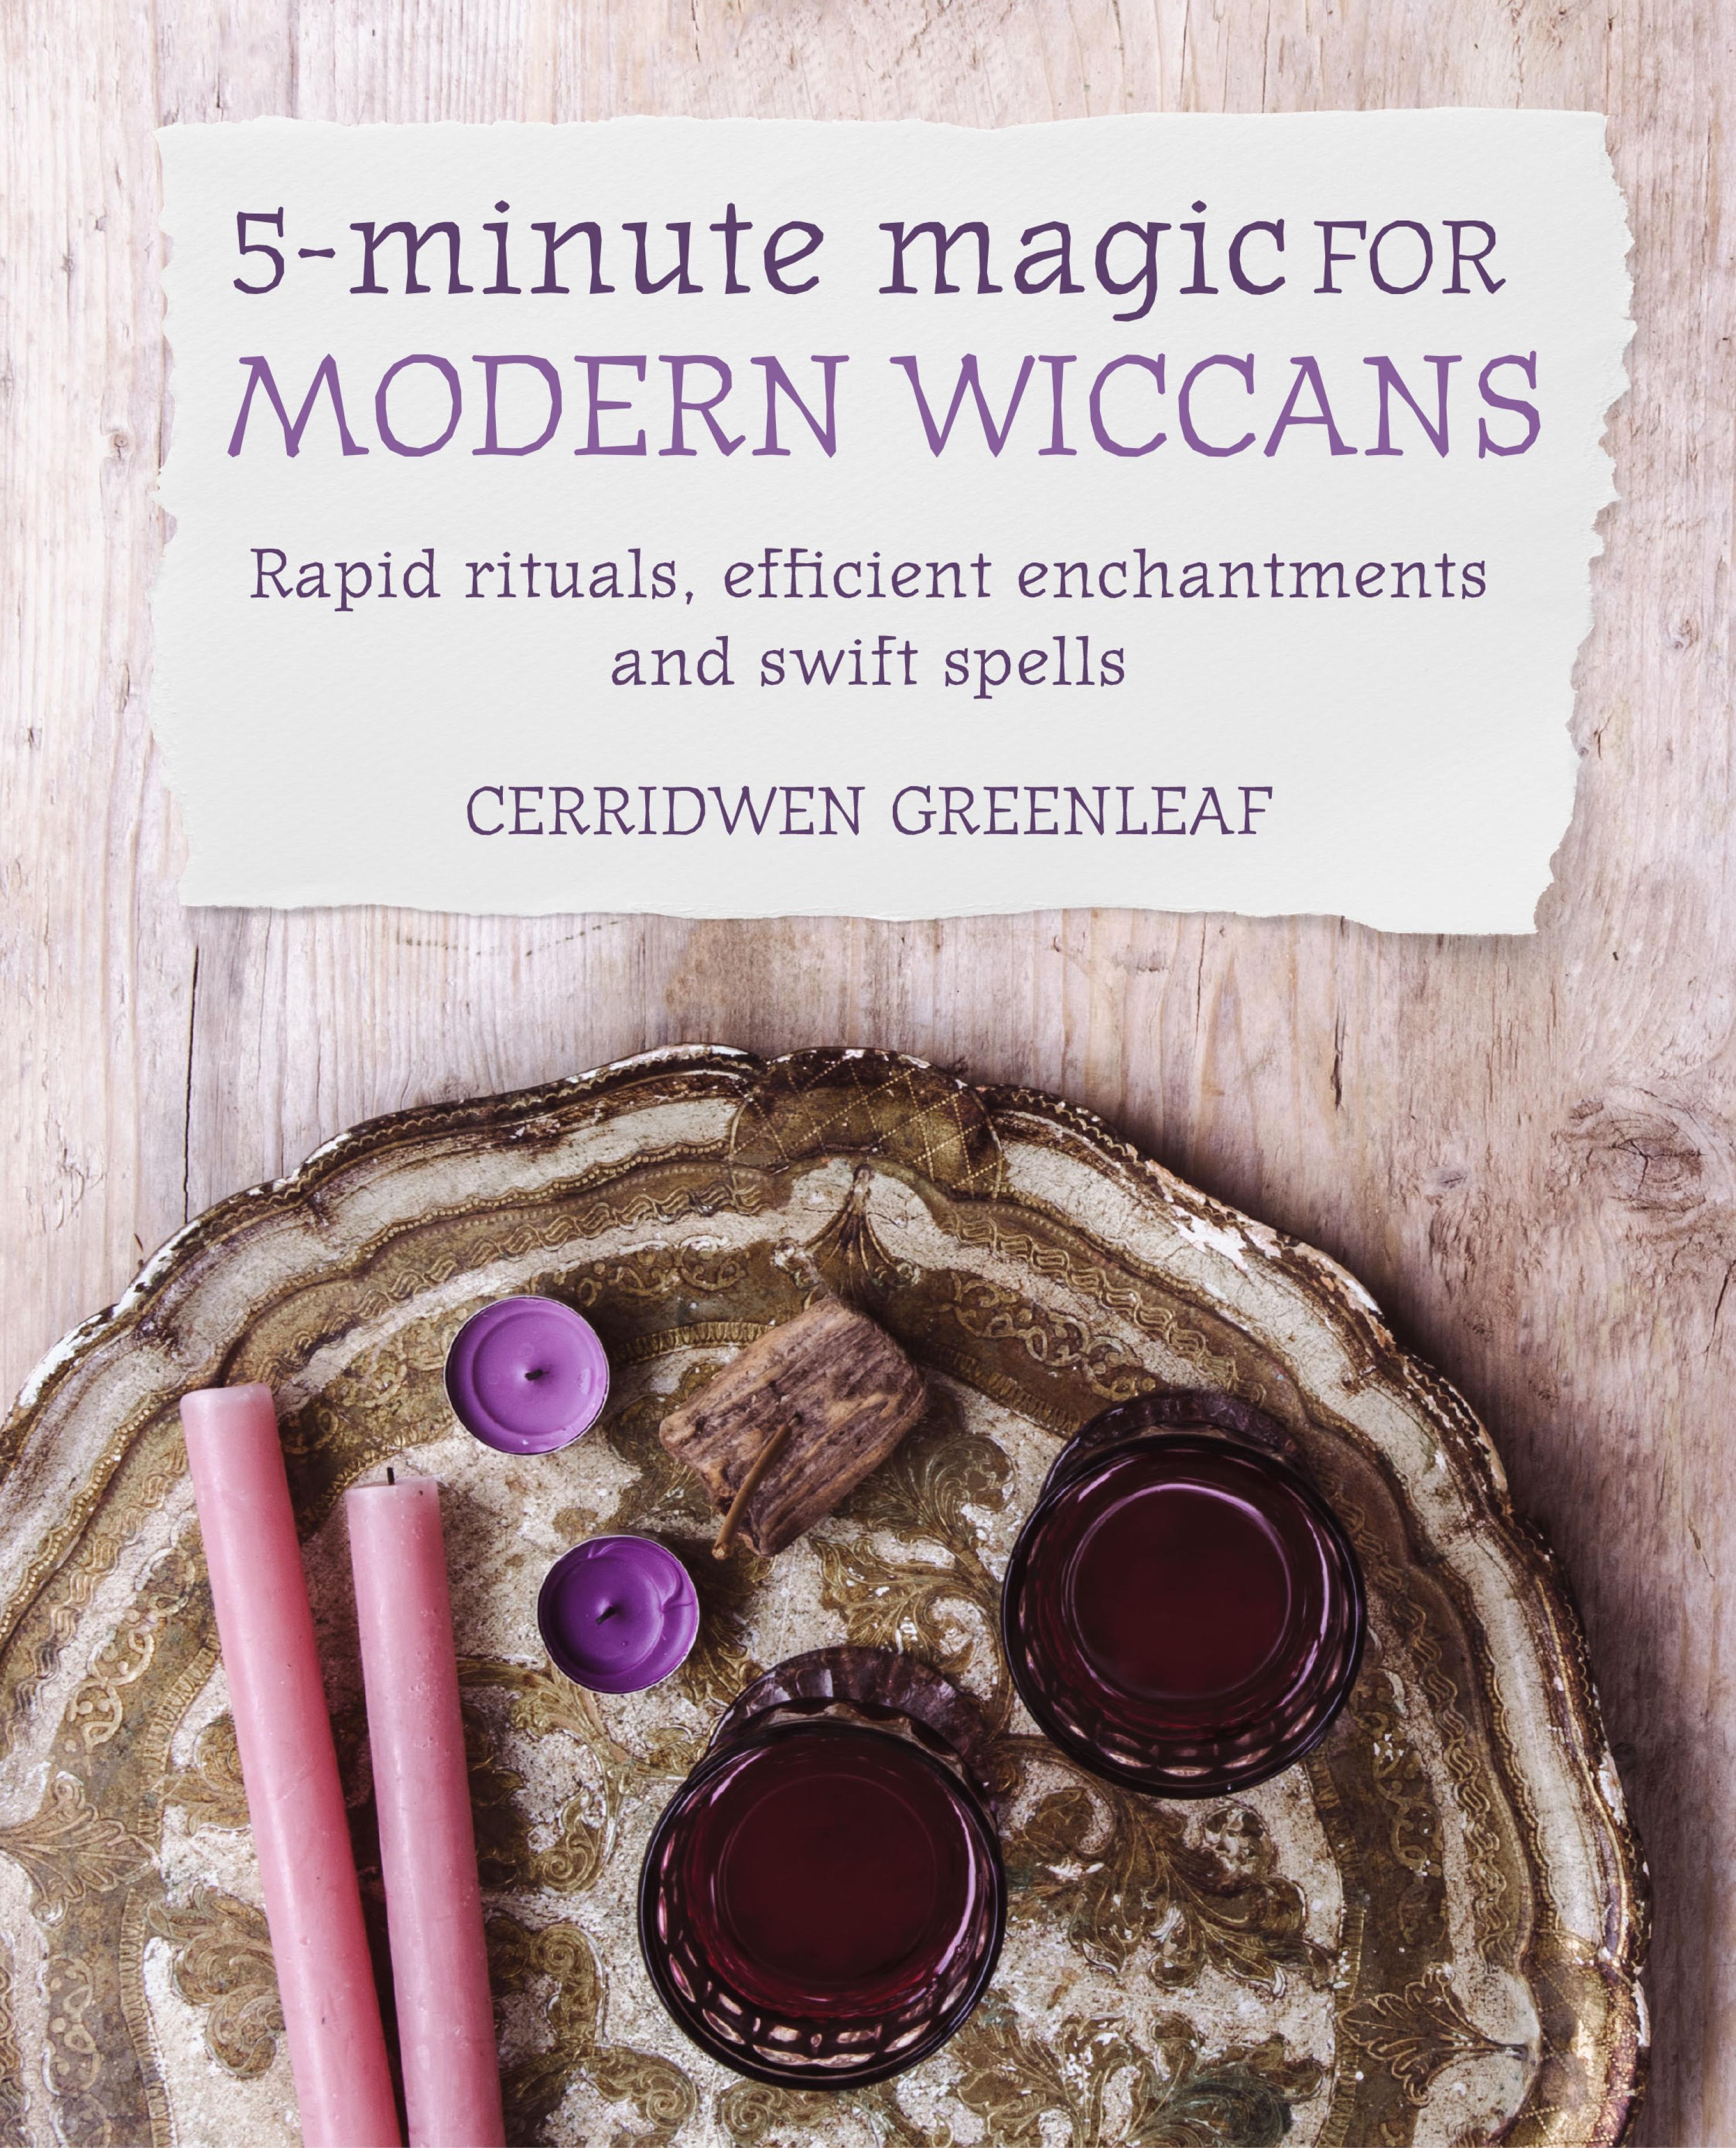 5-minute magic FOR
MODERN WICCANS
Rapid rituals, efficient enchantments
and swift spells
CERRIDWEN GREENLEAF